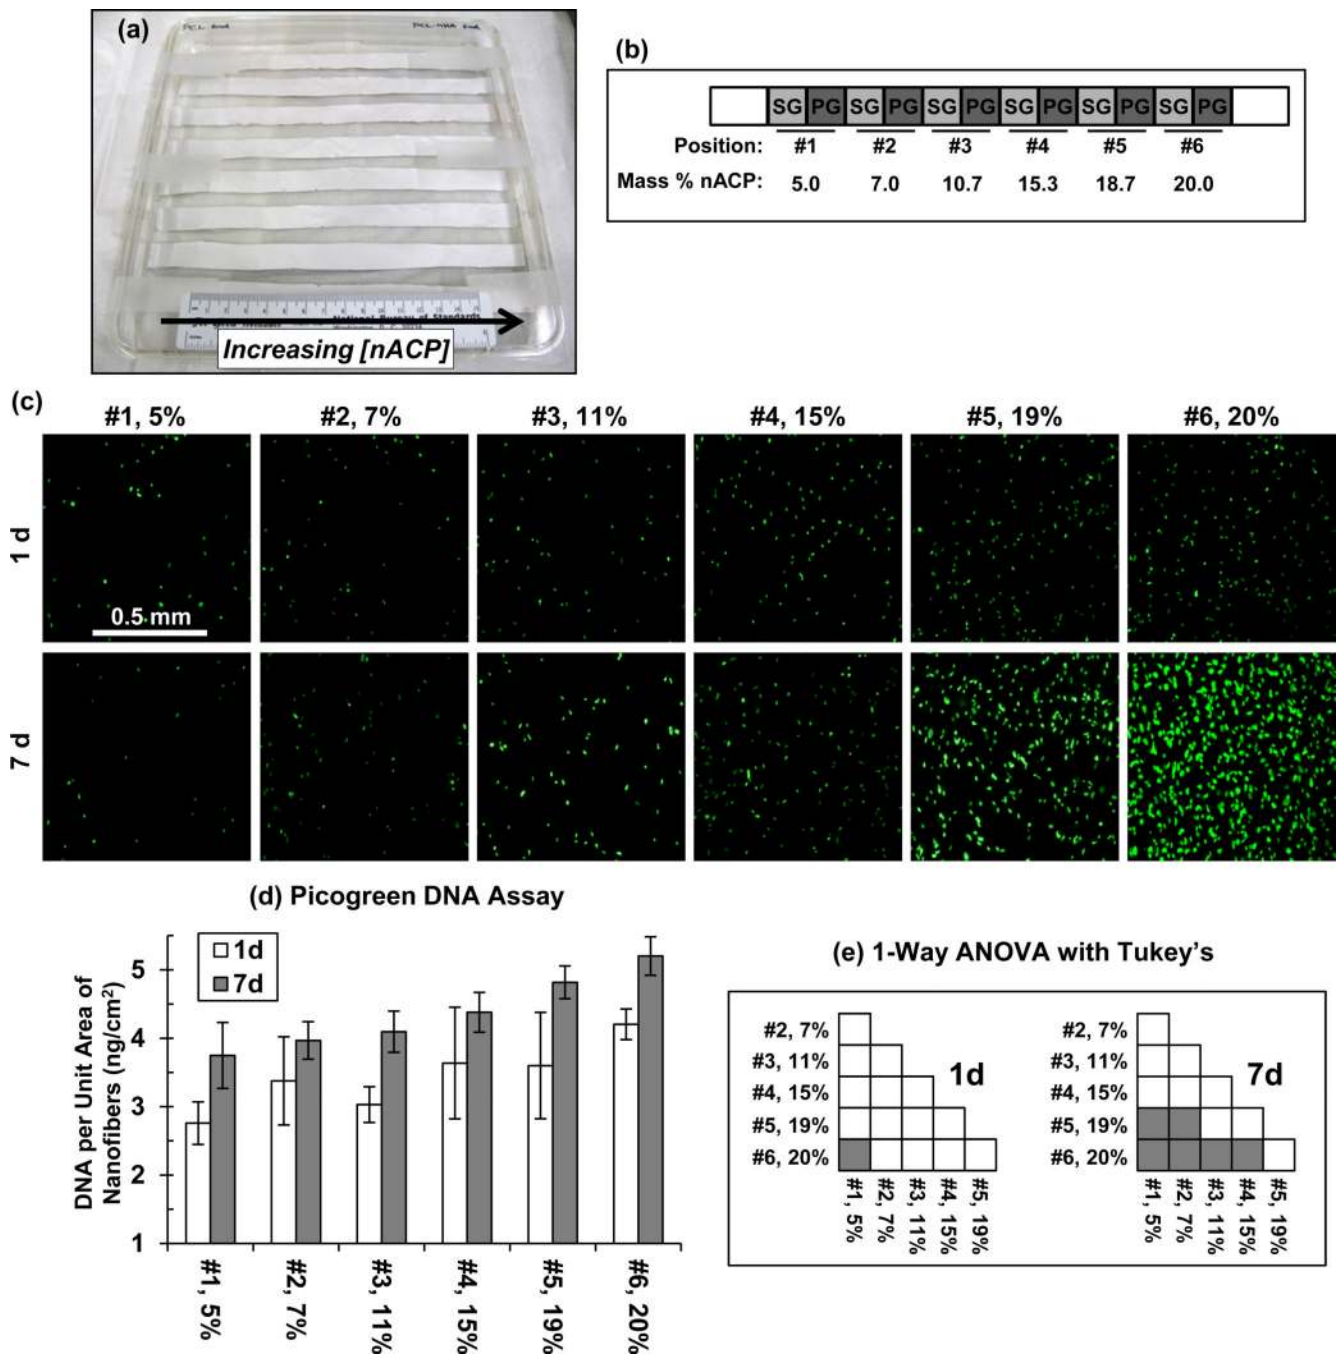 (a)
PCL End
(b)
SG PG SG PG SG PG SG PG SG PG SG PG
Position: #1 #2 #3 #4 #5 #6
Mass % nACP: 5.0 7.0 10.7 15.3 18.7 20.0
National Bureau of Standards
Increasing [nACP]
(c)
#1, 5% #2, 7% #3, 11% #4, 15% #5, 19% #6, 20%
1 d
0.5 mm
7 d
(d) Picogreen DNA Assay
DNA per Unit Area of
Nanofibers (ng/cm²)
5
4
3
2
1
1d
7d
#1, 5%
#2, 7%
#3, 11%
#4, 15%
#5, 19%
#6, 20%
(e) 1-Way ANOVA with Tukey's
#2, 7%
#3, 11%
#4, 15%
#5, 19%
#6, 20%
1d
#1, 5%
#2, 7%
#3, 11%
#4, 15%
#5, 19%
#2, 7%
#3, 11%
#4, 15%
#5, 19%
#6, 20%
7d
#1, 5%
#2, 7%
#3, 11%
#4, 15%
#5, 19%